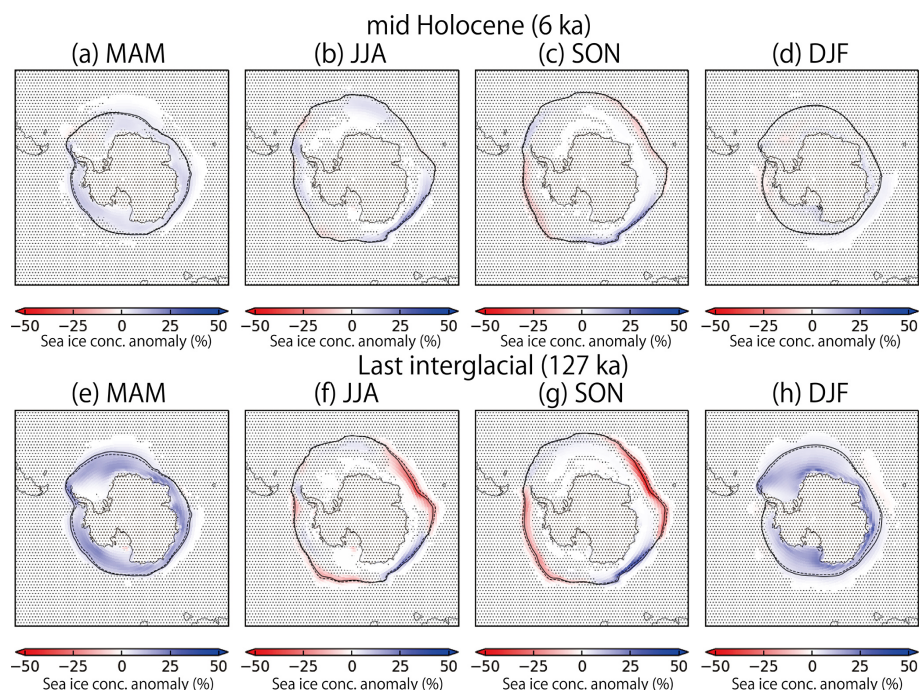 mid Holocene (6 ka)
(a) MAM (b) JJA (c) SON (d) DJF
−50 −25 0 25 50 −50 −25 0 25 50 −50 −25 0 25 50 −50 −25 0 25 50
Sea ice conc. anomaly (%) Sea ice conc. anomaly (%) Sea ice conc. anomaly (%) Sea ice conc. anomaly (%)
Last interglacial (127 ka)
(e) MAM (f) JJA (g) SON (h) DJF
−50 −25 0 25 50 −50 −25 0 25 50 −50 −25 0 25 50 −50 −25 0 25 50
Sea ice conc. anomaly (%) Sea ice conc. anomaly (%) Sea ice conc. anomaly (%) Sea ice conc. anomaly (%)